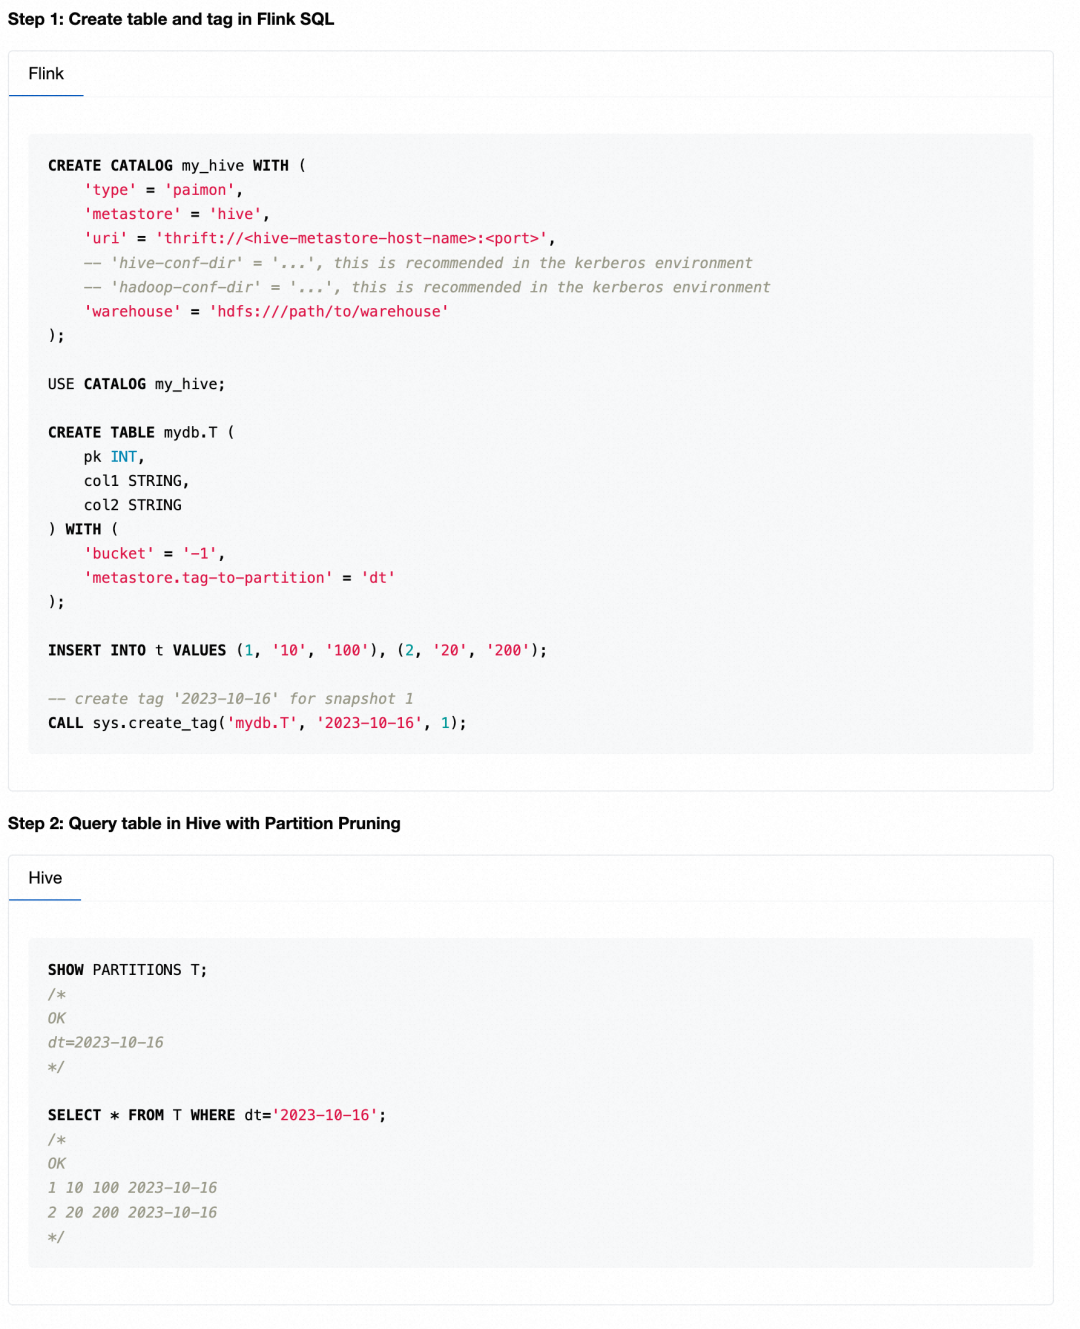 Step 1: Create table and tag in Flink SQL
Flink
CREATE CATALOG my_hive WITH (
    'type' = 'paimon',
    'metastore' = 'hive',
    'uri' = 'thrift://<hive-metastore-host-name>:<port>',
    -- 'hive-conf-dir' = '...', this is recommended in the kerberos environment
    -- 'hadoop-conf-dir' = '...', this is recommended in the kerberos environment
    'warehouse' = 'hdfs:///path/to/warehouse'
);
USE CATALOG my_hive;
CREATE TABLE mydb.T (
    pk INT,
    col1 STRING,
    col2 STRING
) WITH (
    'bucket' = '-1',
    'metastore.tag-to-partition' = 'dt'
);
INSERT INTO t VALUES (1, '10', '100'), (2, '20', '200');
-- create tag '2023-10-16' for snapshot 1
CALL sys.create_tag('mydb.T', '2023-10-16', 1);
Step 2: Query table in Hive with Partition Pruning
Hive
SHOW PARTITIONS T;
/*
OK
dt=2023-10-16
*/
SELECT * FROM T WHERE dt='2023-10-16';
/*
OK
1 10 100 2023-10-16
2 20 200 2023-10-16
*/